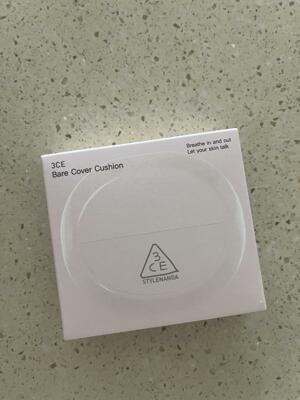 3CE
Bare Cover Cushion
Breathe in and out
Let your skin talk
3
CE
STYLENANDA